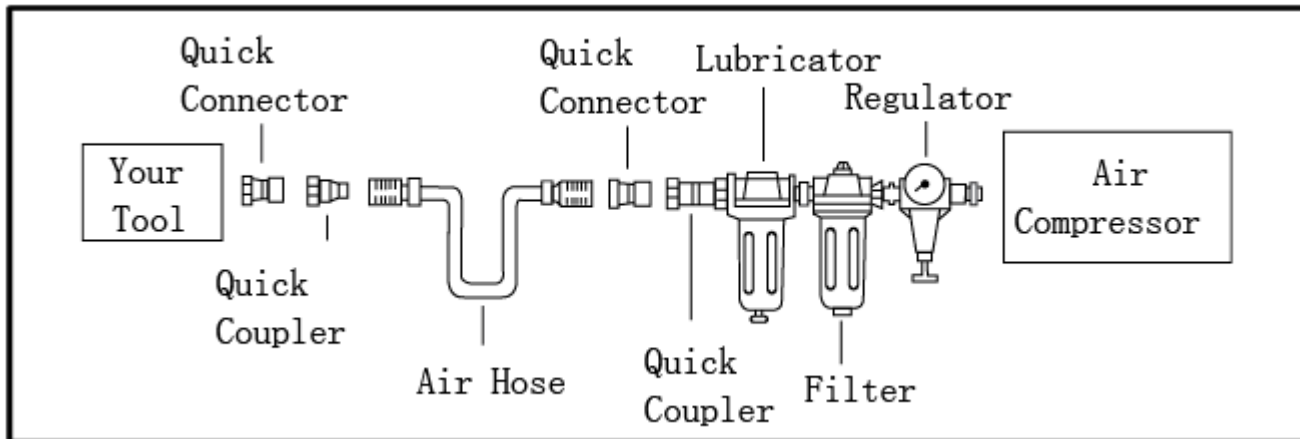 Quick
Connector
Quick
Connector
Lubricator
Regulator
Your
Tool
Air
Compressor
Quick
Coupler
Air Hose
Quick
Coupler
Filter